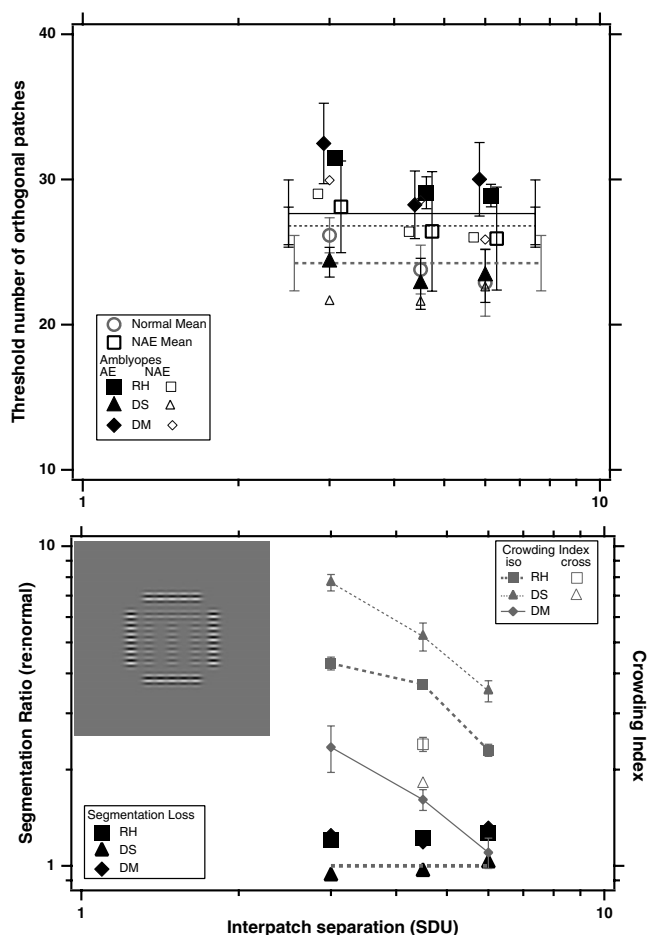 40
30
20
10
Threshold number of orthogonal patches
Normal Mean
NAE Mean
Amblyopes
AE NAE
RH
DS
DM
1 10
10
1
Segmentation Ratio (re:normal)
Crowding Index
iso cross
RH
DS
DM
Crowding Index
Segmentation Loss
RH
DS
DM
1 10
Interpatch separation (SDU)